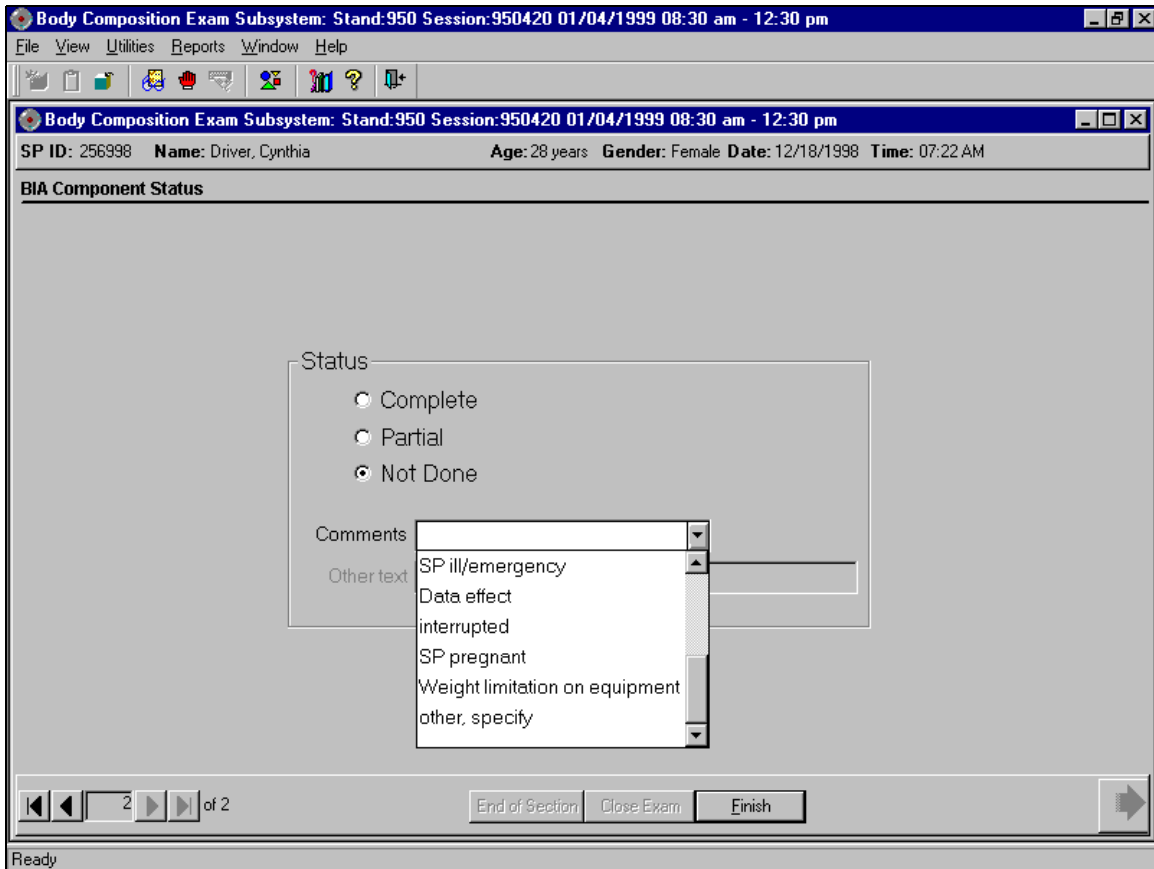 Body Composition Exam Subsystem: Stand:950 Session:950420 01/04/1999 08:30 am - 12:30 pm
File View Utilities Reports Window Help
Body Composition Exam Subsystem: Stand:950 Session:950420 01/04/1999 08:30 am - 12:30 pm
SP ID: 256998 Name: Driver, Cynthia Age: 28 years Gender: Female Date: 12/18/1998 Time: 07:22 AM
BIA Component Status
Status
Complete
Partial
Not Done
Comments
Other text
SP ill/emergency
Data effect
interrupted
SP pregnant
Weight limitation on equipment
other, specify
2 of 2 End of Section Close Exam Finish
Ready